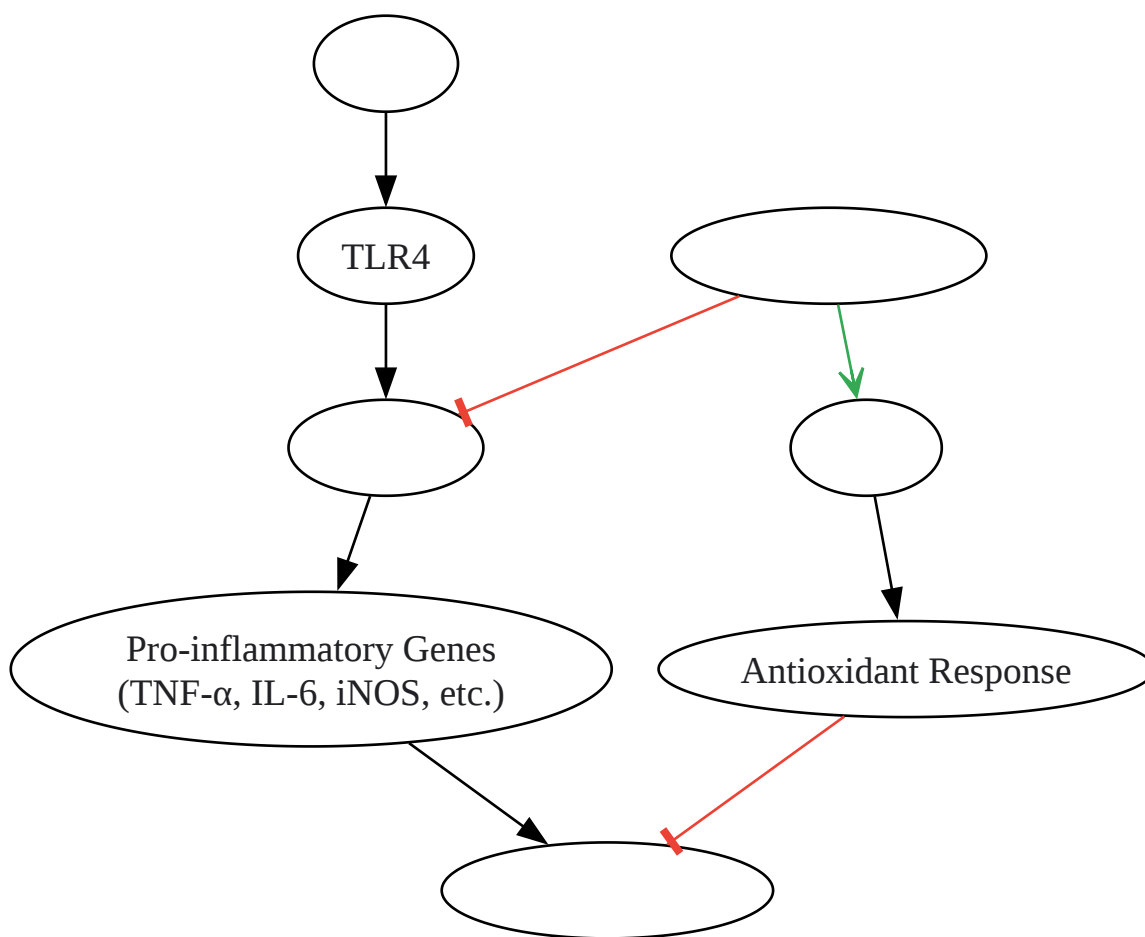 TLR4
Pro-inflammatory Genes
(TNF-α, IL-6, iNOS, etc.)
Antioxidant Response